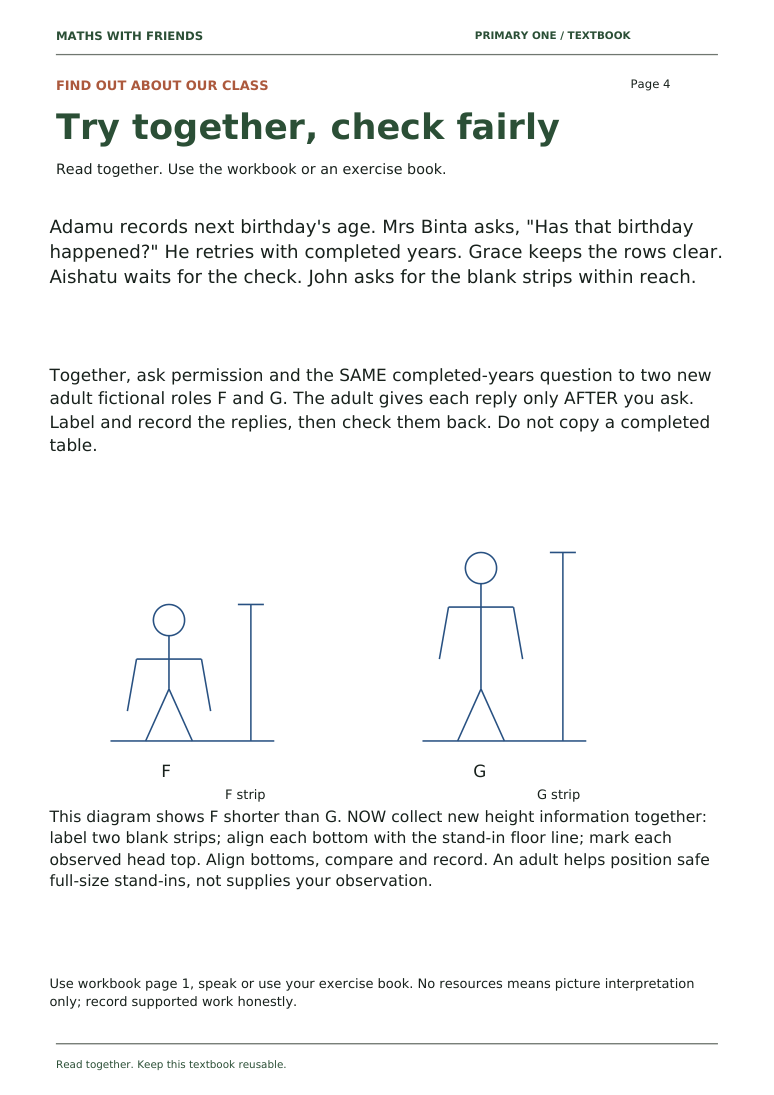 MATHS WITH FRIENDS
PRIMARY ONE / TEXTBOOK
FIND OUT ABOUT OUR CLASS
Page 4
Try together, check fairly
Read together. Use the workbook or an exercise book.
Adamu records next birthday's age. Mrs Binta asks, "Has that birthday
happened?" He retries with completed years. Grace keeps the rows clear.
Aishatu waits for the check. John asks for the blank strips within reach.
Together, ask permission and the SAME completed-years question to two new
adult fictional roles F and G. The adult gives each reply only AFTER you ask.
Label and record the replies, then check them back. Do not copy a completed
table.
F
G
F strip
G strip
This diagram shows F shorter than G. NOW collect new height information together:
label two blank strips; align each bottom with the stand-in floor line; mark each
observed head top. Align bottoms, compare and record. An adult helps position safe
full-size stand-ins, not supplies your observation.
Use workbook page 1, speak or use your exercise book. No resources means picture interpretation
only; record supported work honestly.
Read together. Keep this textbook reusable.